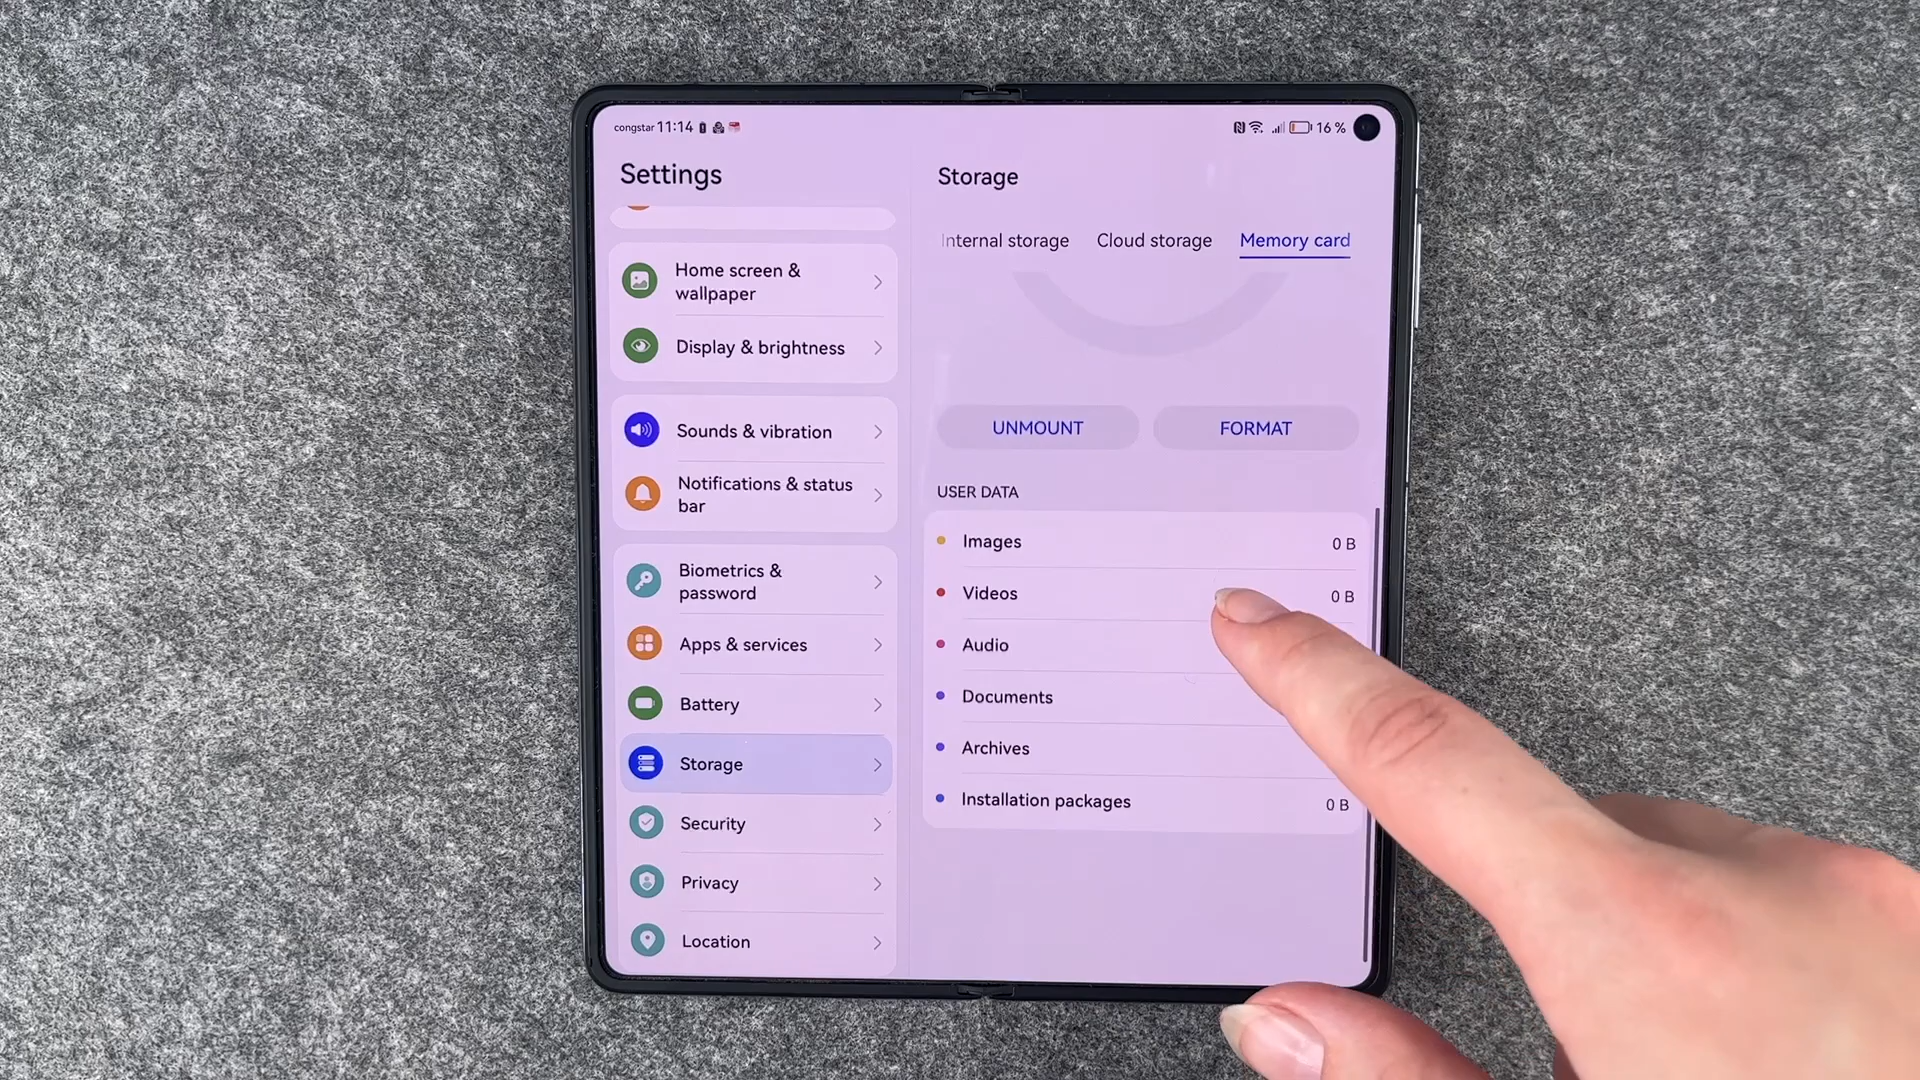 congstar 11:14
16 %
Settings
Home screen &
wallpaper
Display & brightness
Sounds & vibration
Notifications & status
bar
Biometrics &
password
Apps & services
Battery
Storage
Security
Privacy
Location
Storage
Internal storage Cloud storage Memory card
UNMOUNT FORMAT
USER DATA
Images 0 B
Videos 0 B
Audio
Documents
Archives
Installation packages 0 B